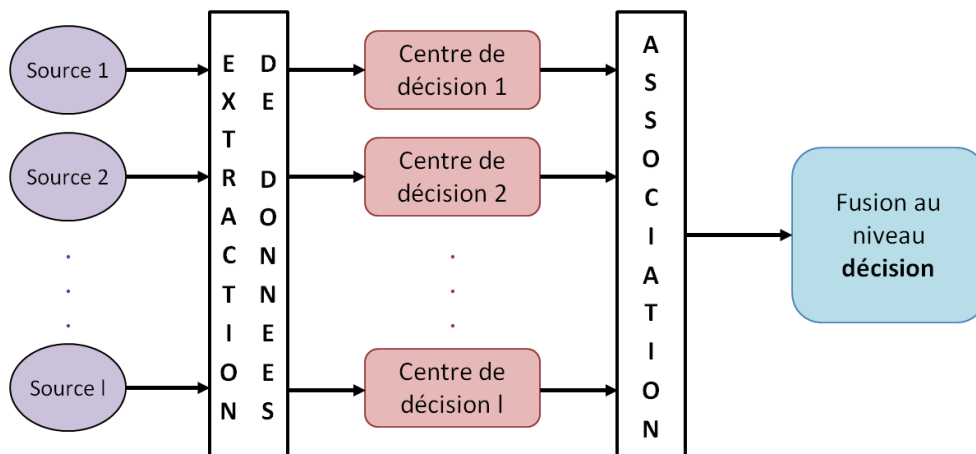 Source 1
Source 2
Source l
EXTRACTION
DE DONNEES
Centre de
décision 1
Centre de
décision 2
Centre de
décision l
ASSOCIATION
Fusion au
niveau
décision